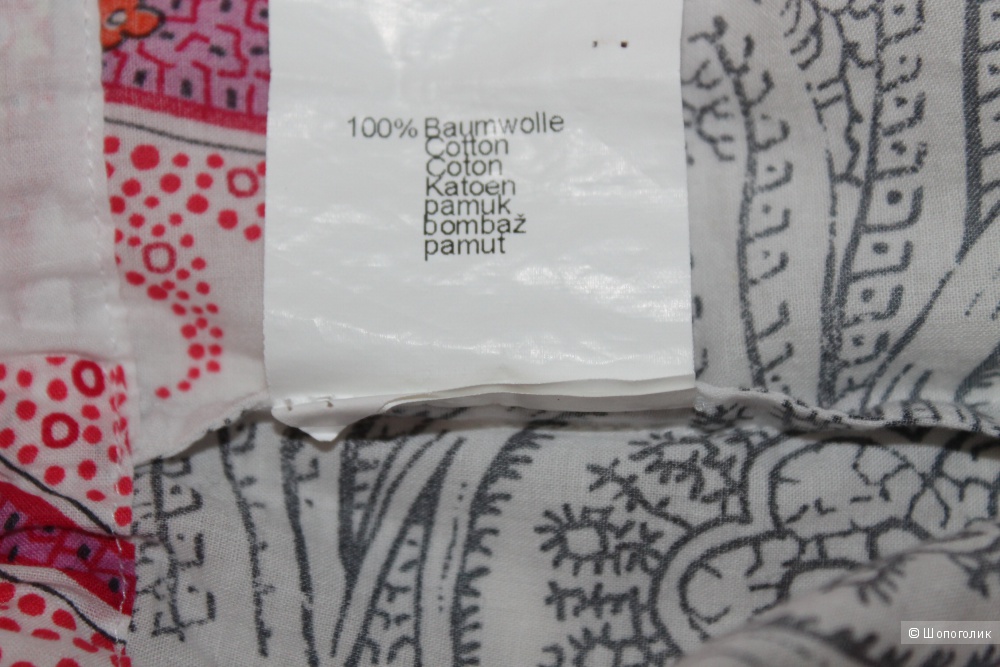 100% Baumwolle
Cotton
Coton
Katoen
pamuk
bombaž
pamut
© Шопоголик